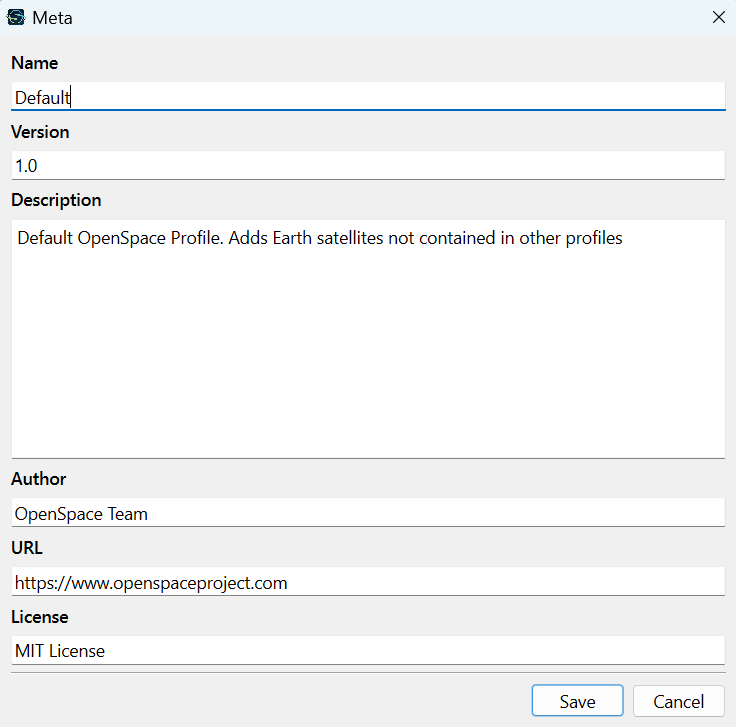 Meta
Name
Default
Version
1.0
Description
Default OpenSpace Profile. Adds Earth satellites not contained in other profiles
Author
OpenSpace Team
URL
https://www.openspaceproject.com
License
MIT License
Save Cancel